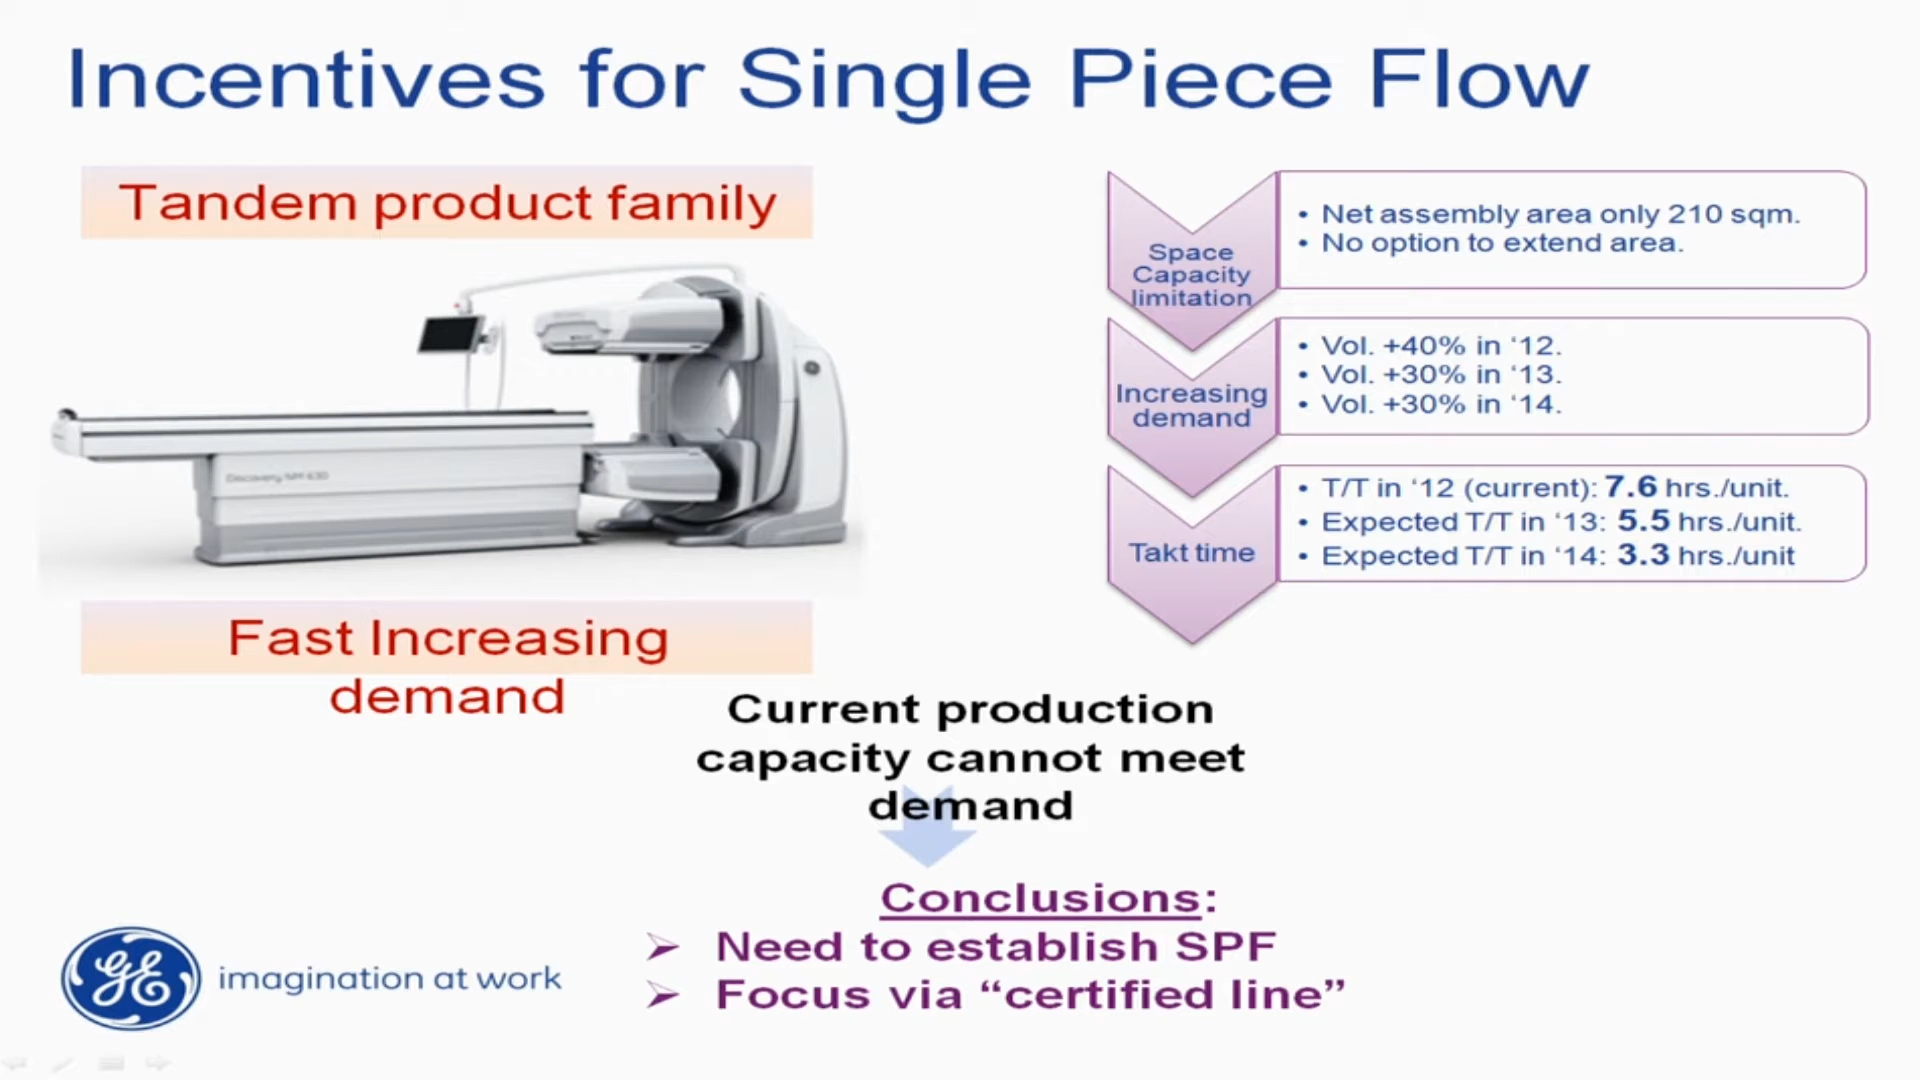 Incentives for Single Piece Flow
Tandem product family
Discovery NM 630
Fast Increasing
demand
Space
Capacity
limitation
• Net assembly area only 210 sqm.
• No option to extend area.
Increasing
demand
• Vol. +40% in ‘12.
• Vol. +30% in ‘13.
• Vol. +30% in ‘14.
Takt time
• T/T in ‘12 (current): 7.6 hrs./unit.
• Expected T/T in ‘13: 5.5 hrs./unit.
• Expected T/T in ‘14: 3.3 hrs./unit
Current production
capacity cannot meet
demand
Conclusions:
➢ Need to establish SPF
➢ Focus via “certified line”
GE
imagination at work